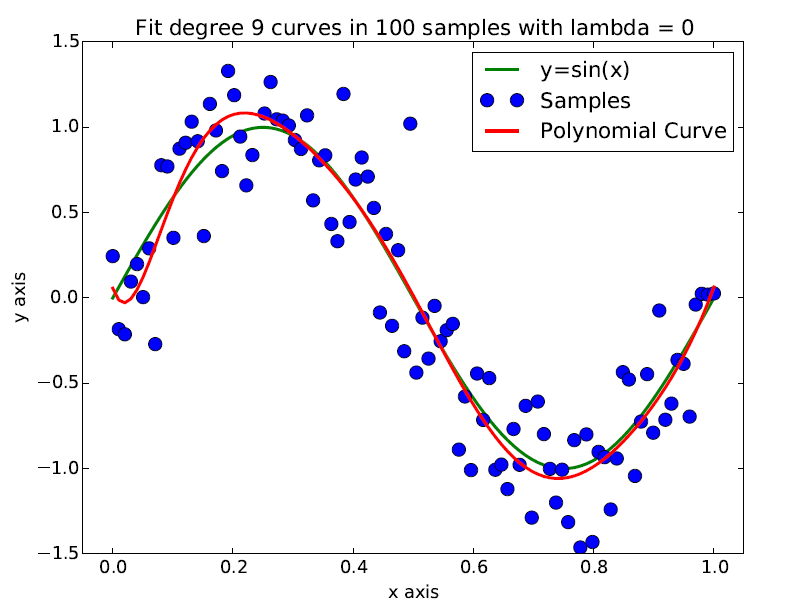 Fit degree 9 curves in 100 samples with lambda = 0
y=sin(x)
Samples
Polynomial Curve
1.5
1.0
0.5
0.0
−0.5
−1.0
−1.5
y axis
0.0 0.2 0.4 0.6 0.8 1.0
x axis